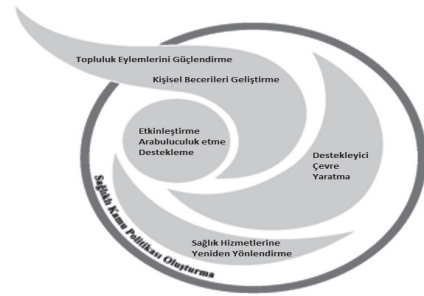 Topluluk Eylemlerini Güçlendirme
Kişisel Becerileri Geliştirme
Etkinleştirme
Arabuluculuk etme
Destekleme
Destekleyici
Çevre
Yaratma
Sağlık Hizmetlerine
Yeniden Yönlendirme
Sağlıklı Kamu Politikası Oluşturma